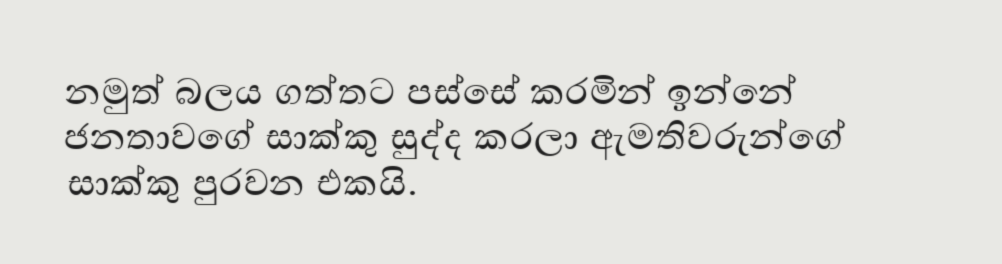 නමුත් බලය ගත්තට පස්සේ කරමින් ඉන්නේ
ජනතාවගේ සාක්කු සුද්ද කරලා ඇමතිවරුන්ගේ
සාක්කු පුරවන එකයි.